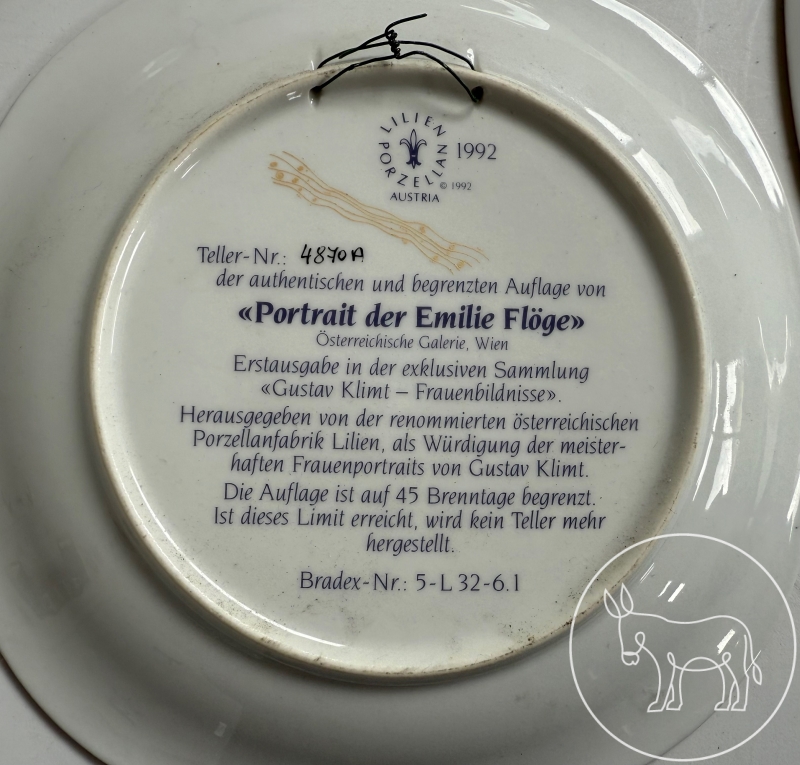 LILIEN PORZELLAN
1992
© 1992
AUSTRIA
Teller-Nr.: 4870A
der authentischen und begrenzten Auflage von
«Portrait der Emilie Flöge»
Österreichische Galerie, Wien
Erstausgabe in der exklusiven Sammlung
«Gustav Klimt – Frauenbildnisse».
Herausgegeben von der renommierten österreichischen
Porzellanfabrik Lilien, als Würdigung der meister-
haften Frauenportraits von Gustav Klimt.
Die Auflage ist auf 45 Brenntage begrenzt.
Ist dieses Limit erreicht, wird kein Teller mehr
hergestellt.
Bradex-Nr.: 5-L 32-6.1